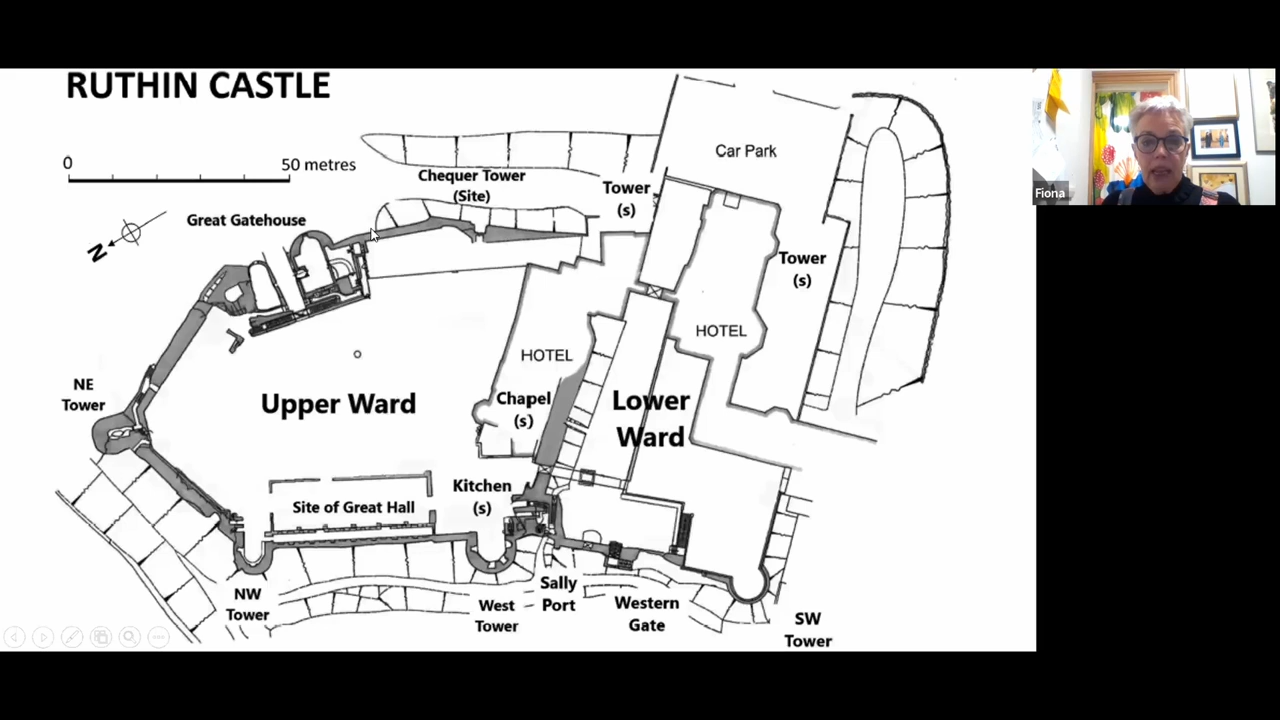 RUTHIN CASTLE
0
50 metres
N
Great Gatehouse
Chequer Tower
(Site)
Tower
(s)
Car Park
Tower
(s)
HOTEL
HOTEL
NE
Tower
Upper Ward
Chapel
(s)
Lower
Ward
Site of Great Hall
Kitchen
(s)
NW
Tower
West
Tower
Sally
Port
Western
Gate
SW
Tower
Fiona